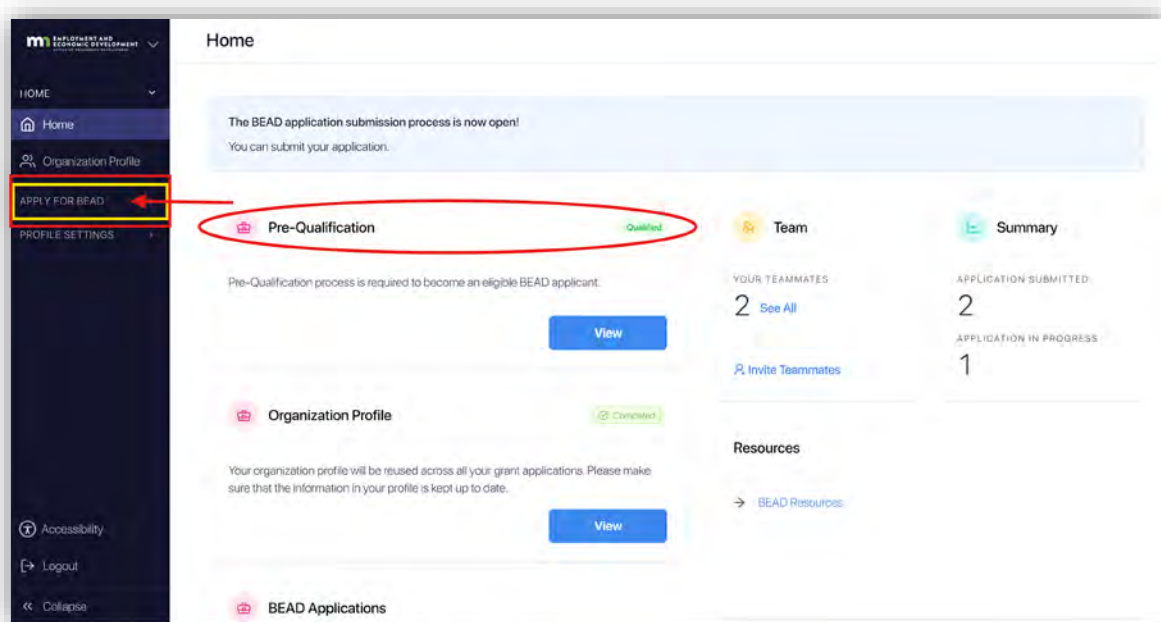 mn EMPLOYMENT AND
ECONOMIC DEVELOPMENT
HOME
Home
Organization Profile
APPLY FOR BEAD
PROFILE SETTINGS
Accessibility
Logout
Collapse
Home
The BEAD application submission process is now open!
You can submit your application.
Pre-Qualification
Qualified
Pre-Qualification process is required to become an eligible BEAD applicant.
View
Organization Profile
Completed
Your organization profile will be reused across all your grant applications. Please make
sure that the information in your profile is kept up to date.
View
BEAD Applications
Team
YOUR TEAMMATES
2 See All
Invite Teammates
Summary
APPLICATION SUBMITTED
2
APPLICATION IN PROGRESS
1
Resources
BEAD Resources